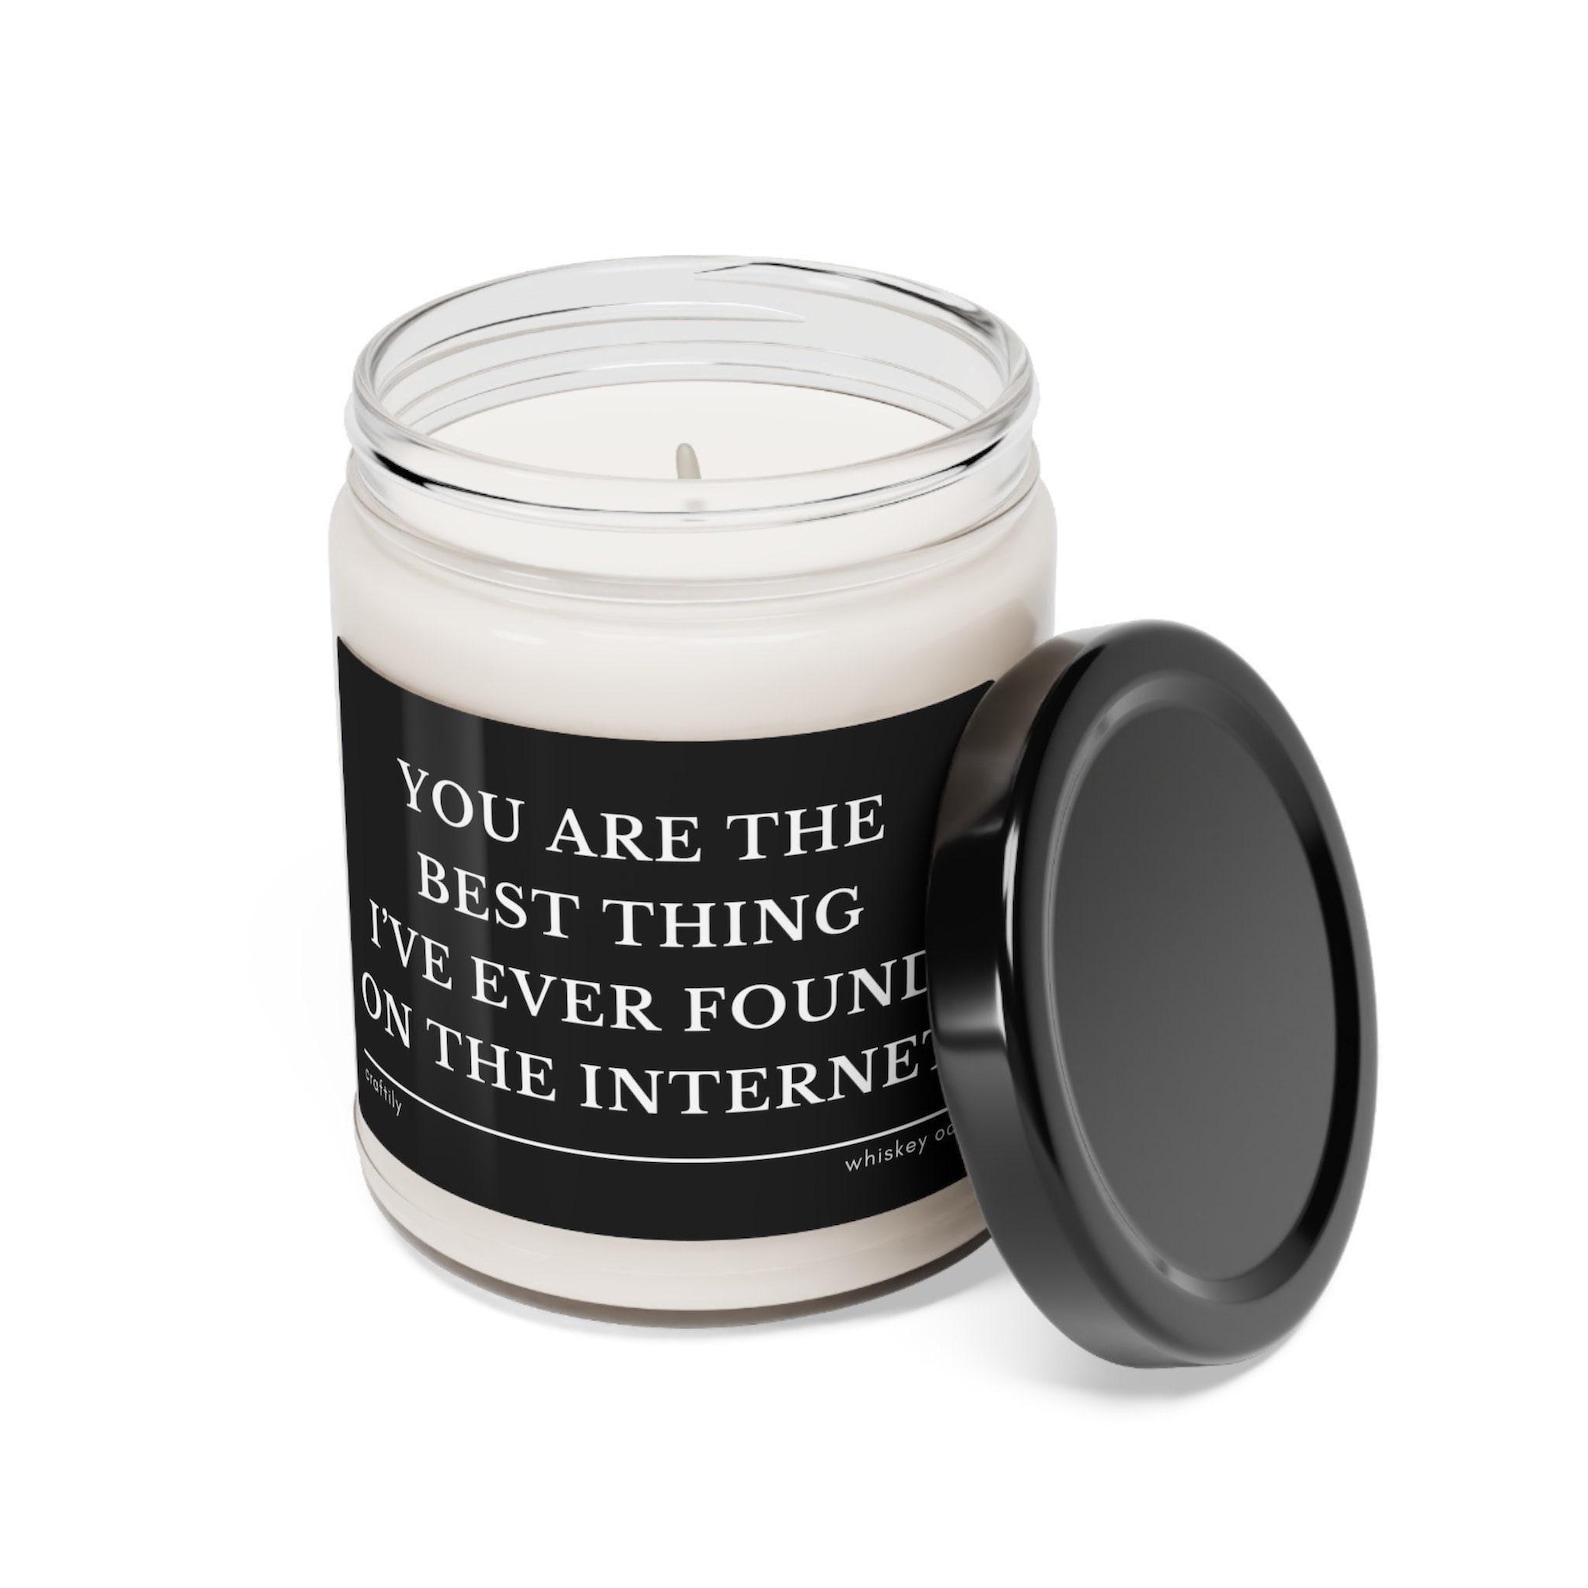 YOU ARE THE
BEST THING
I'VE EVER FOUND
ON THE INTERNET
craftily
whiskey